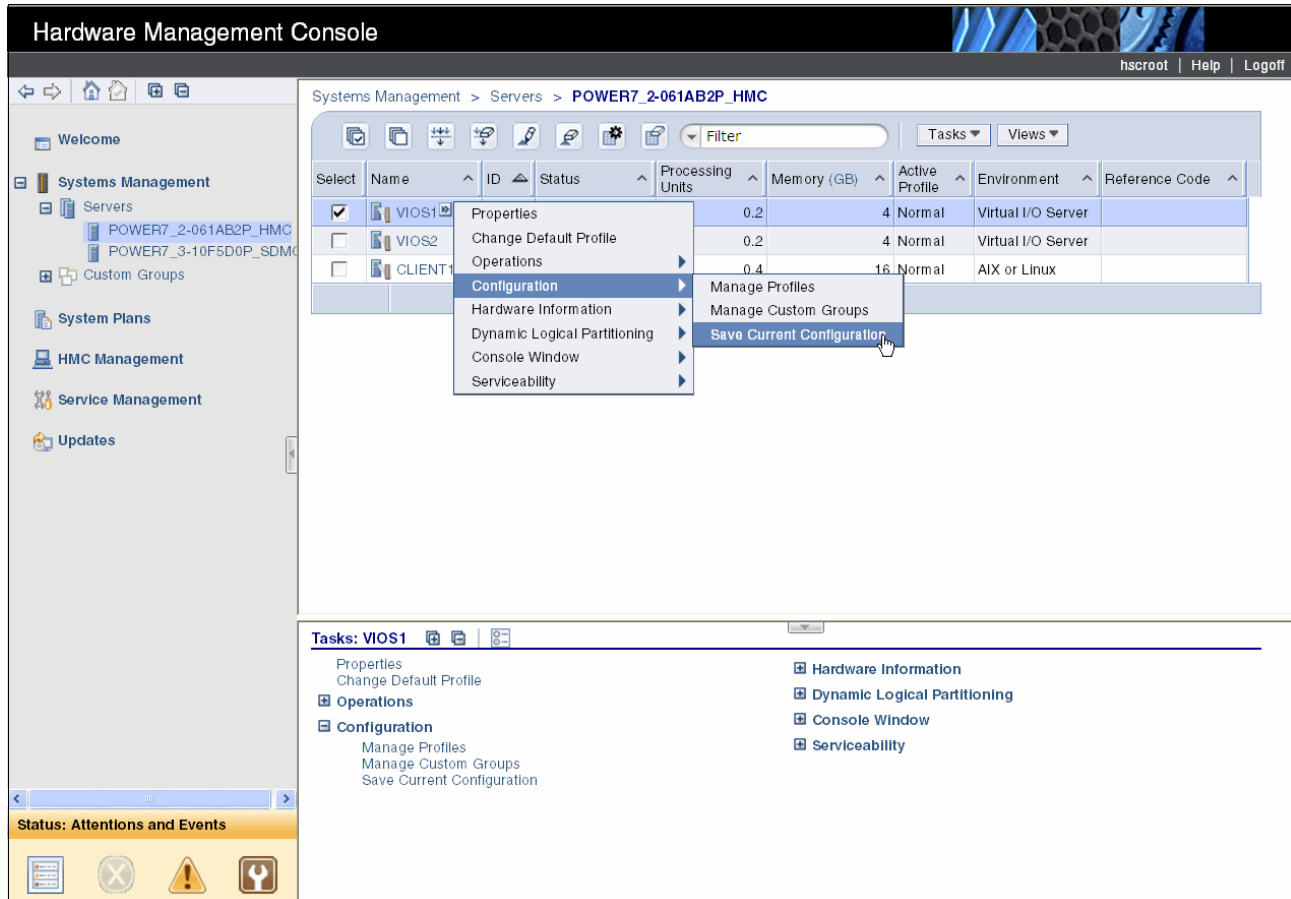 Hardware Management Console
hscroot | Help | Logoff
Systems Management > Servers > POWER7_2-061AB2P_HMC
Welcome
Systems Management
Servers
POWER7_2-061AB2P_HMC
POWER7_3-10F5D0P_SDMC
Custom Groups
System Plans
HMC Management
Service Management
Updates
Filter
Tasks Views
Select Name ID Status Processing Units Memory (GB) Active Profile Environment Reference Code
VIOS1 0.2 4 Normal Virtual I/O Server
VIOS2 0.2 4 Normal Virtual I/O Server
CLIENT1 0.4 16 Normal AIX or Linux
Properties
Change Default Profile
Operations
Configuration
Hardware Information
Dynamic Logical Partitioning
Console Window
Serviceability
Manage Profiles
Manage Custom Groups
Save Current Configuration
Tasks: VIOS1
Properties
Change Default Profile
Operations
Configuration
Manage Profiles
Manage Custom Groups
Save Current Configuration
Hardware Information
Dynamic Logical Partitioning
Console Window
Serviceability
Status: Attentions and Events